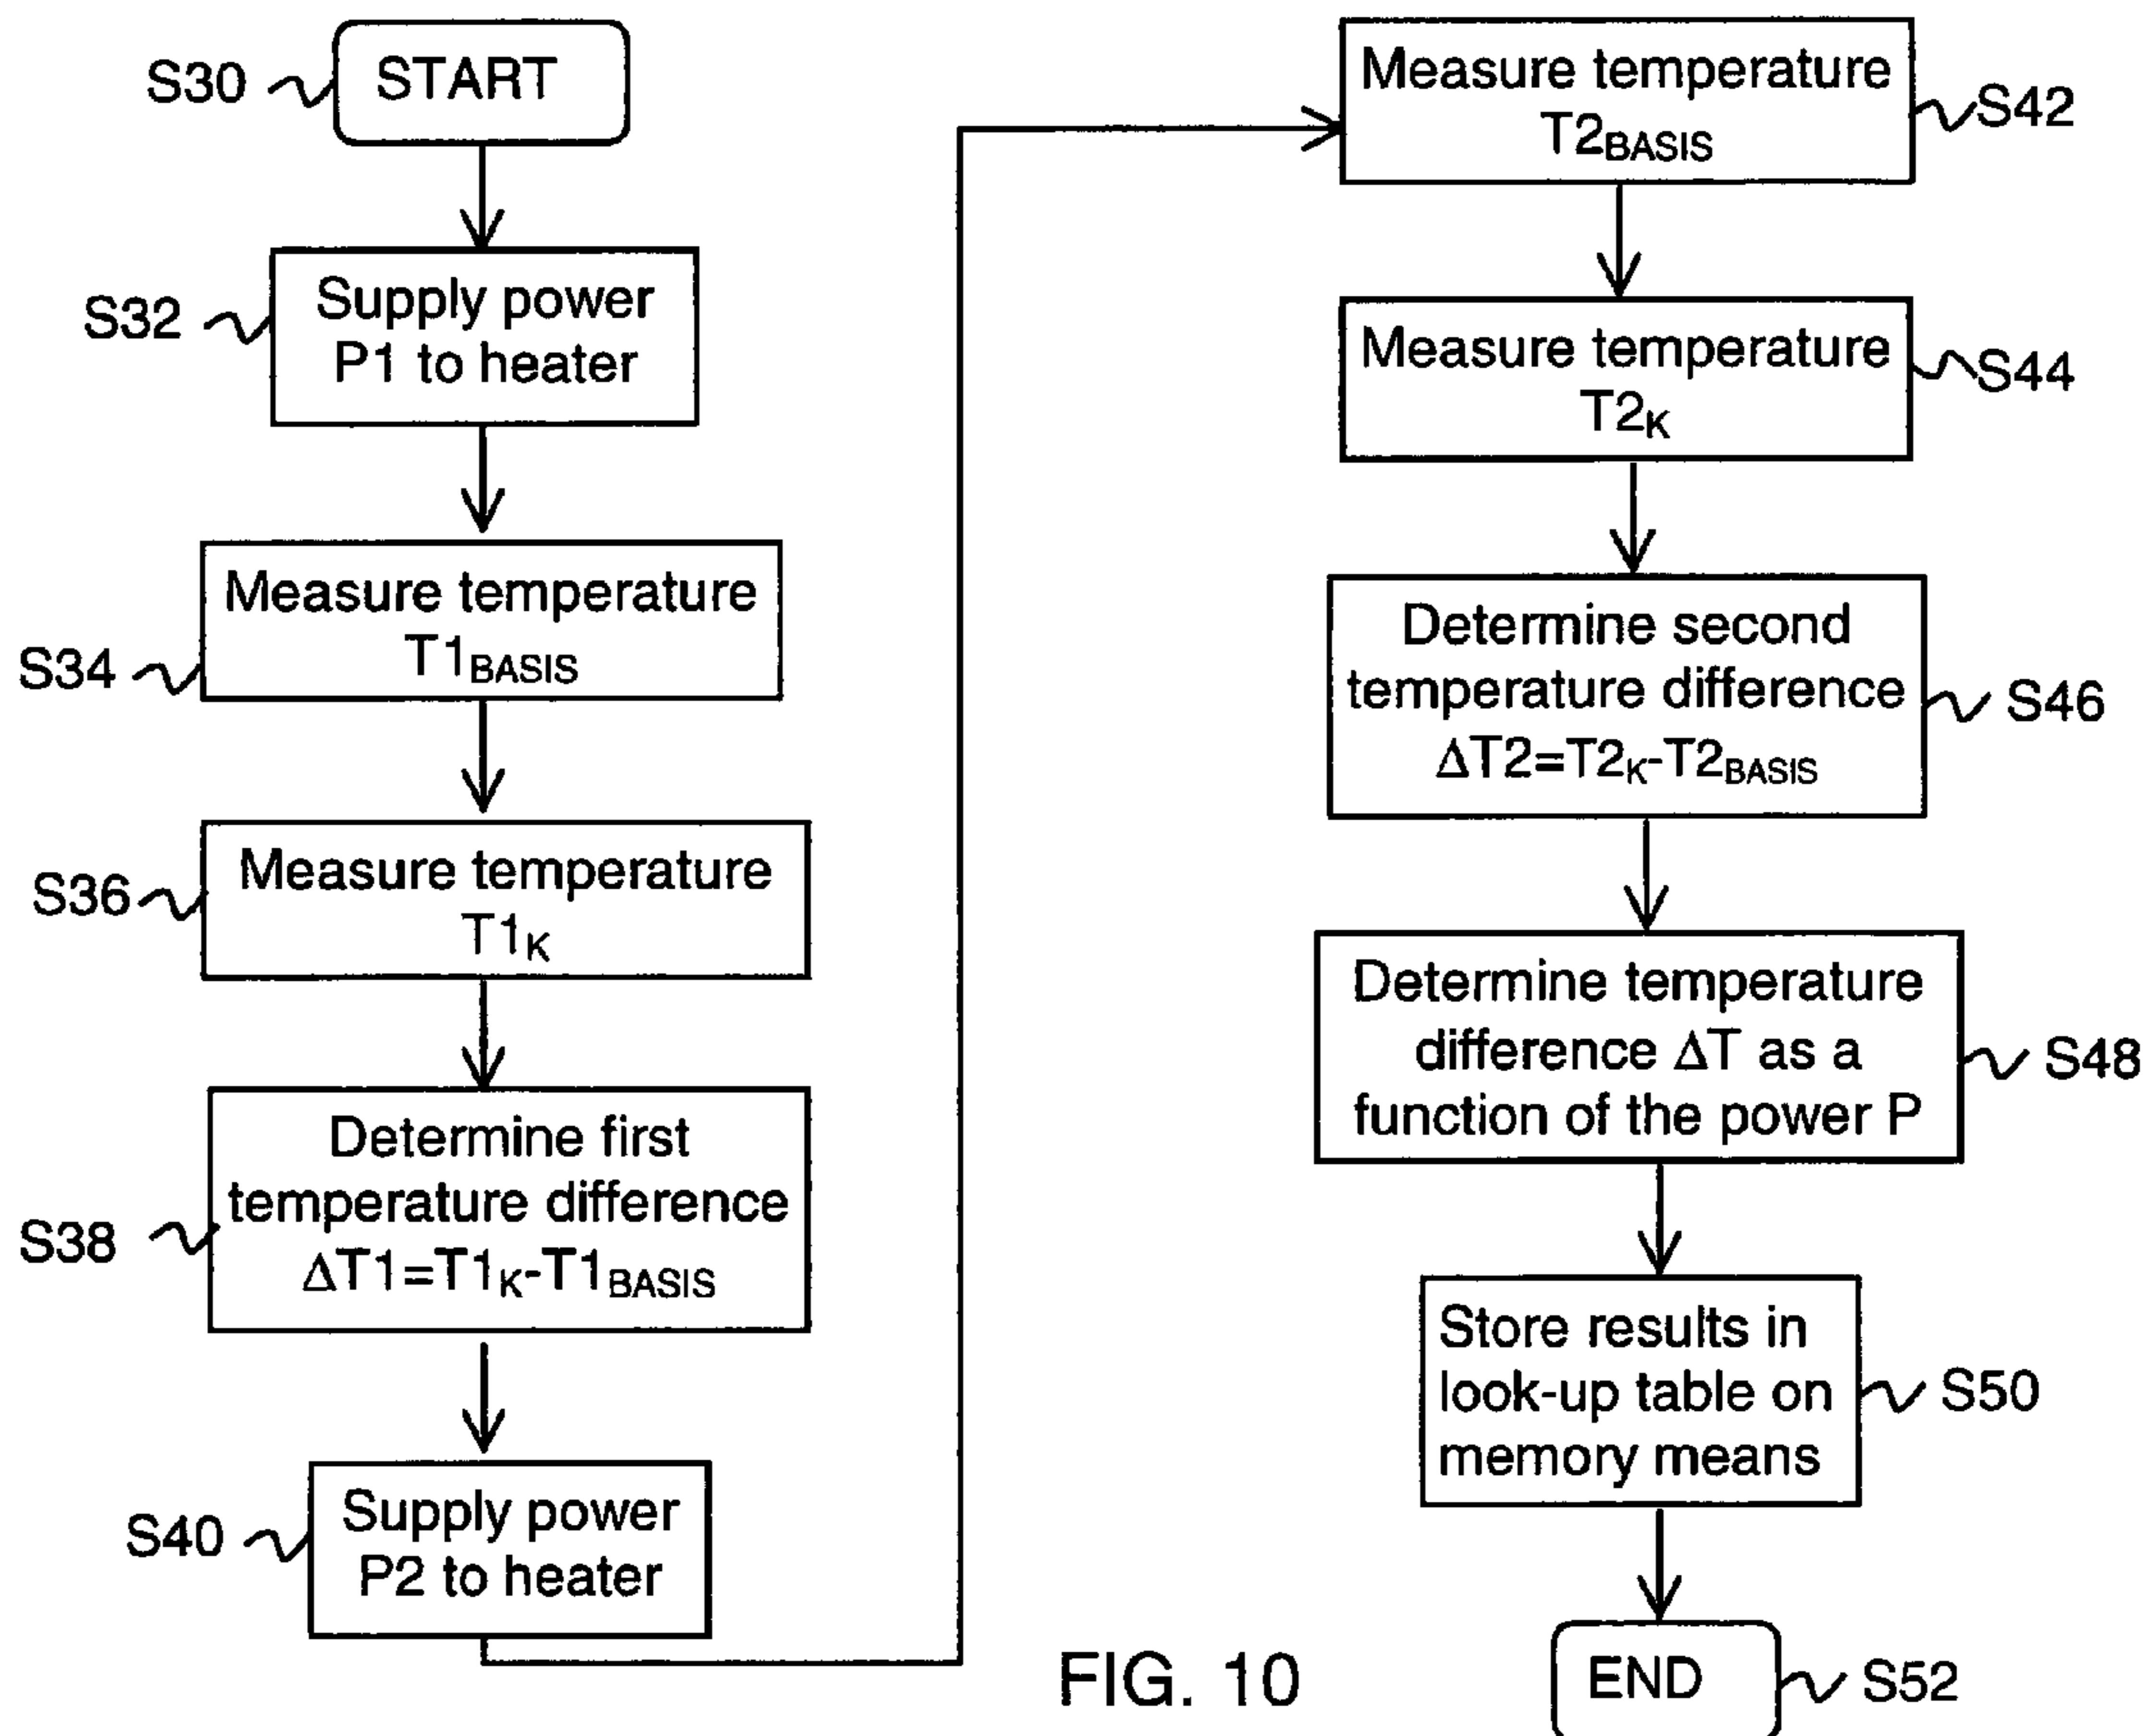 S30
START
S32
Supply power
P1 to heater
S34
Measure temperature
T1BASIS
S36
Measure temperature
T1K
S38
Determine first
temperature difference
ΔT1=T1K-T1BASIS
S40
Supply power
P2 to heater
Measure temperature
T2BASIS
S42
Measure temperature
T2K
S44
Determine second
temperature difference
ΔT2=T2K-T2BASIS
S46
Determine temperature
difference ΔT as a
function of the power P
S48
Store results in
look-up table on
memory means
S50
END
S52
FIG. 10